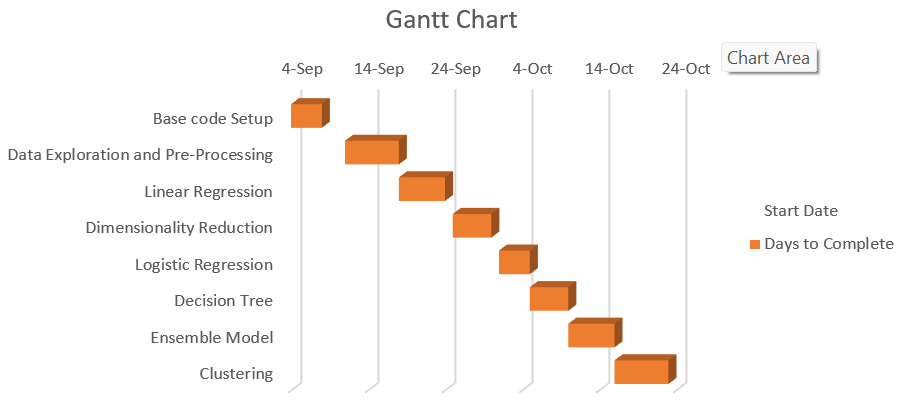 Gantt Chart
Chart Area
4-Sep 14-Sep 24-Sep 4-Oct 14-Oct 24-Oct
Base code Setup
Data Exploration and Pre-Processing
Linear Regression
Dimensionality Reduction
Logistic Regression
Decision Tree
Ensemble Model
Clustering
Start Date
Days to Complete